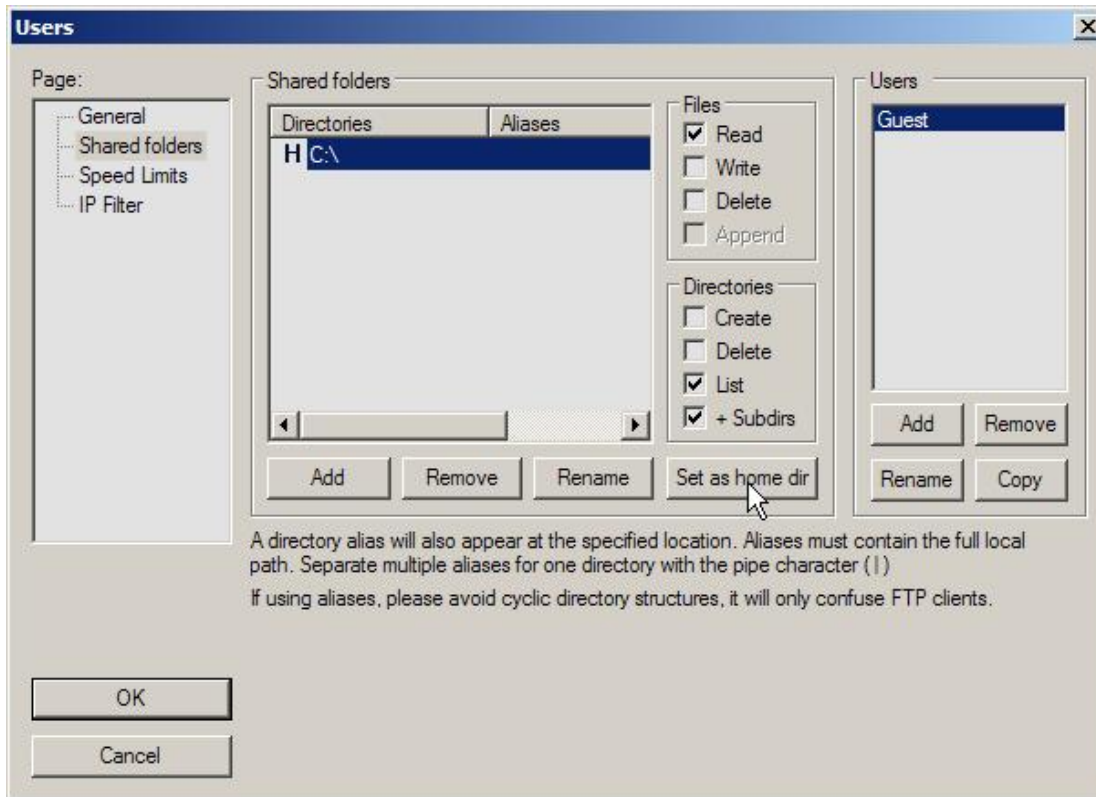 Users
Page:
General
Shared folders
Speed Limits
IP Filter
Shared folders
Directories Aliases
H C:\
Files
Read
Write
Delete
Append
Directories
Create
Delete
List
+ Subdirs
Add Remove Rename Set as home dir
Users
Guest
Add Remove
Rename Copy
A directory alias will also appear at the specified location. Aliases must contain the full local
path. Separate multiple aliases for one directory with the pipe character ( | )
If using aliases, please avoid cyclic directory structures, it will only confuse FTP clients.
OK
Cancel